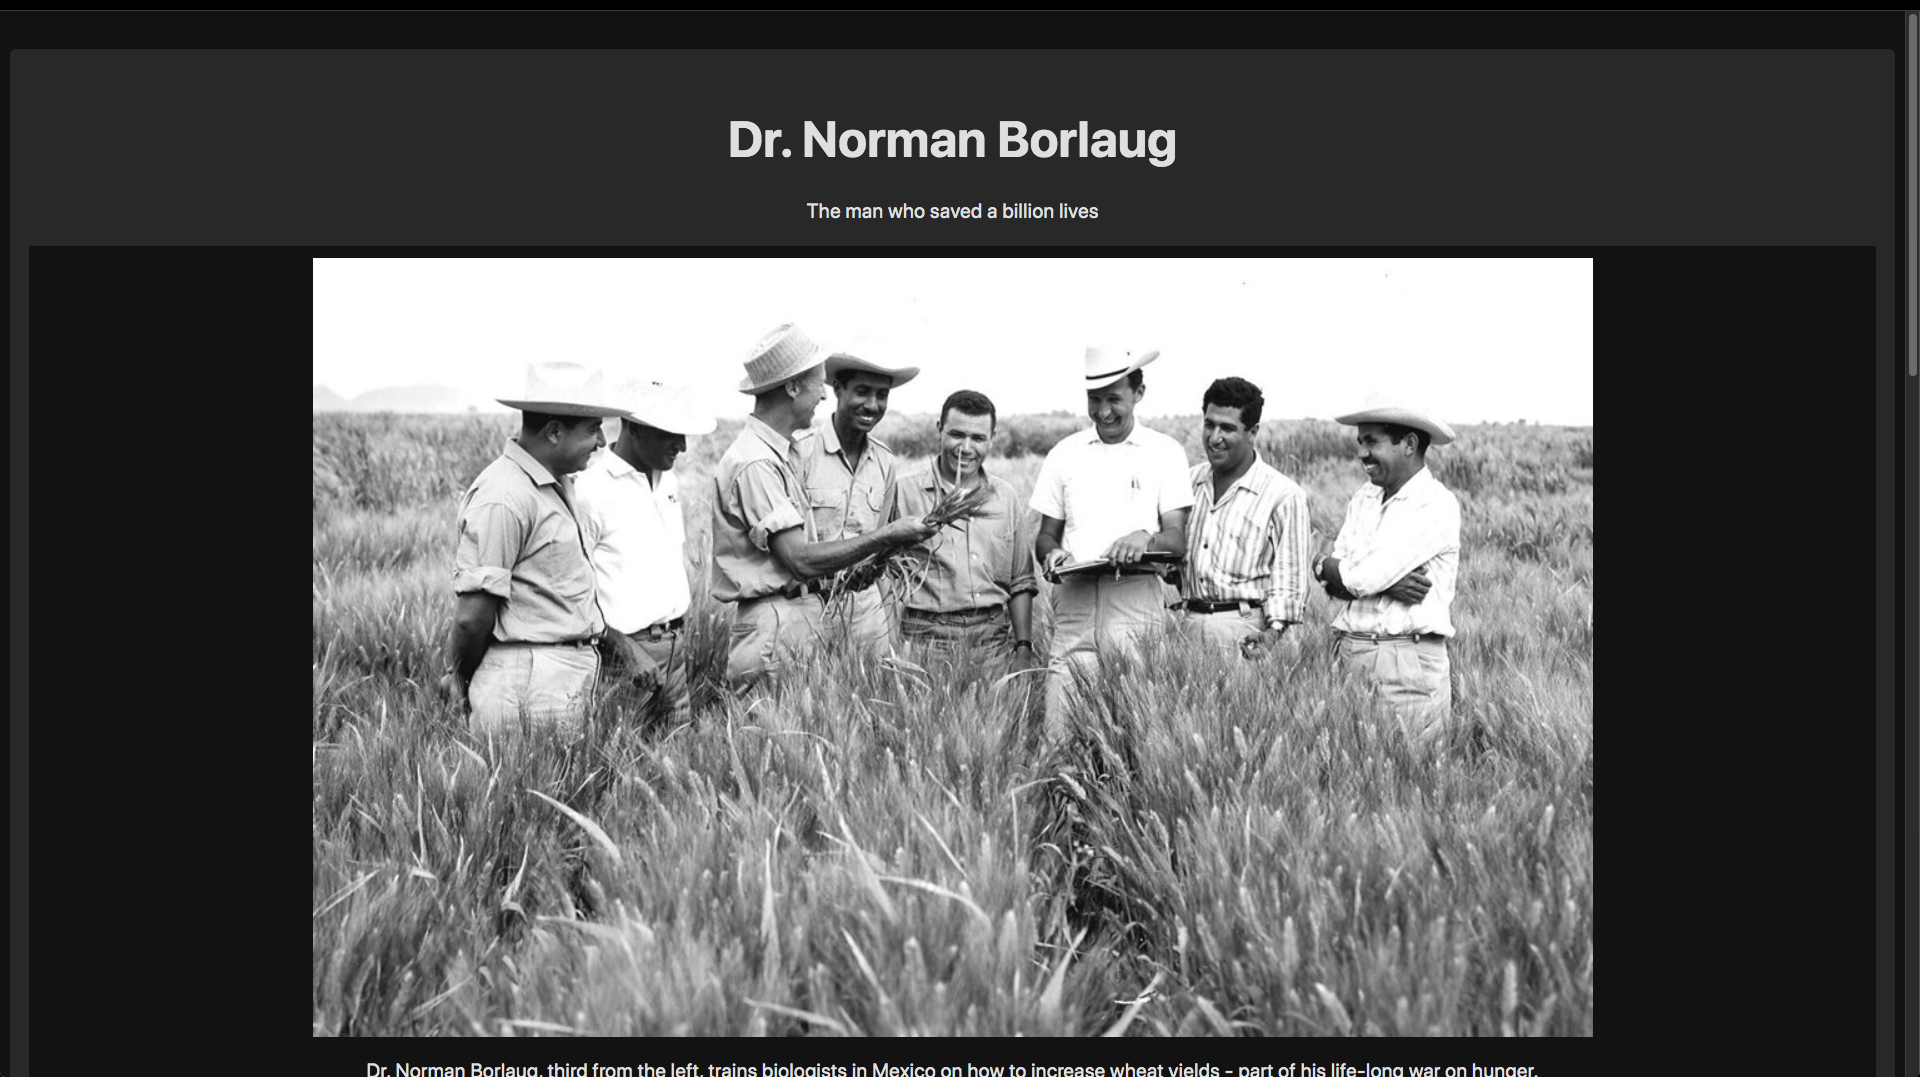 Dr. Norman Borlaug
The man who saved a billion lives
Dr. Norman Borlaug, third from the left, trains biologists in Mexico on how to increase wheat yields - part of his life-long war on hunger.